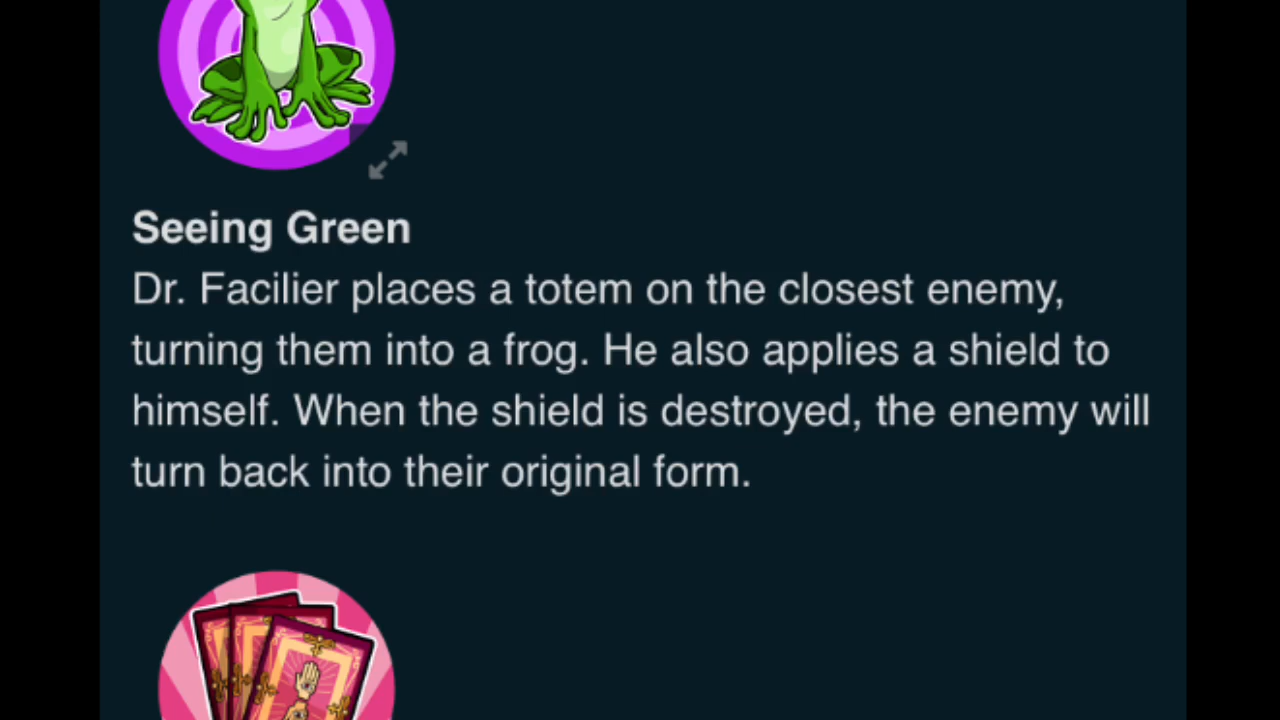 Seeing Green
Dr. Facilier places a totem on the closest enemy,
turning them into a frog. He also applies a shield to
himself. When the shield is destroyed, the enemy will
turn back into their original form.